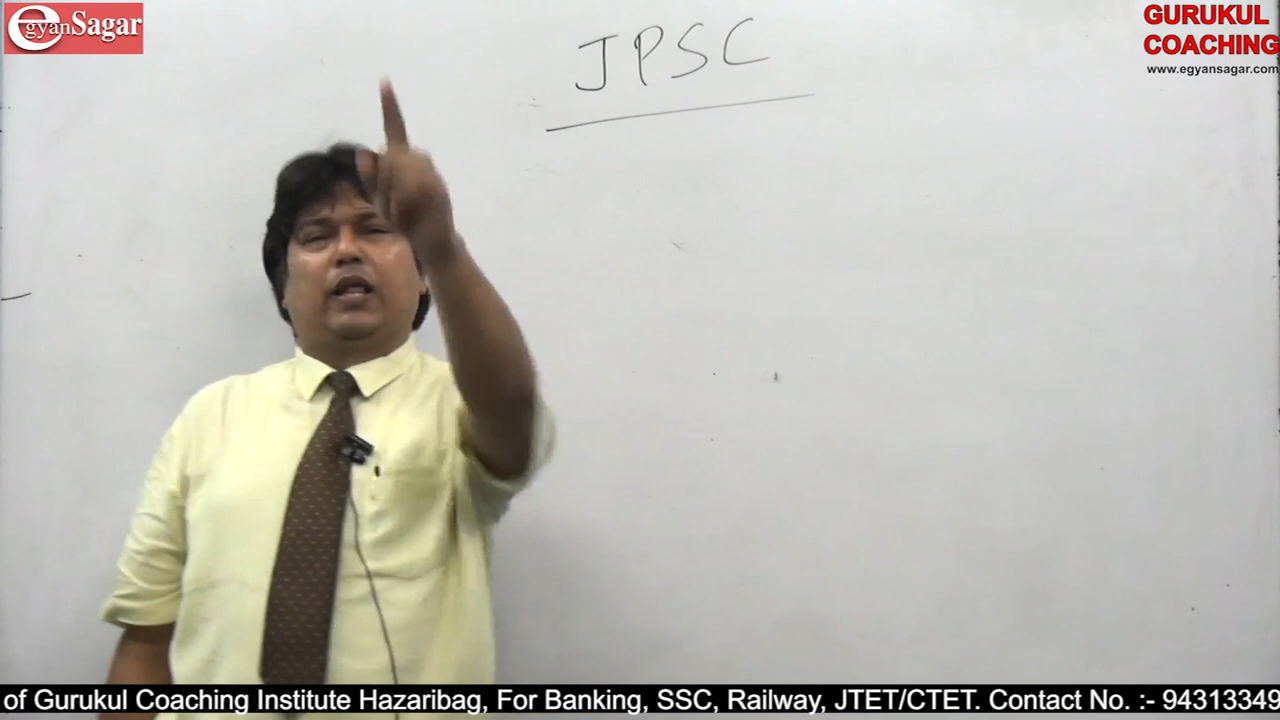 egyanSagar
GURUKUL
COACHING
www.egyansagar.com
JPSC
of Gurukul Coaching Institute Hazaribag, For Banking, SSC, Railway, JTET/CTET. Contact No. :- 94313349